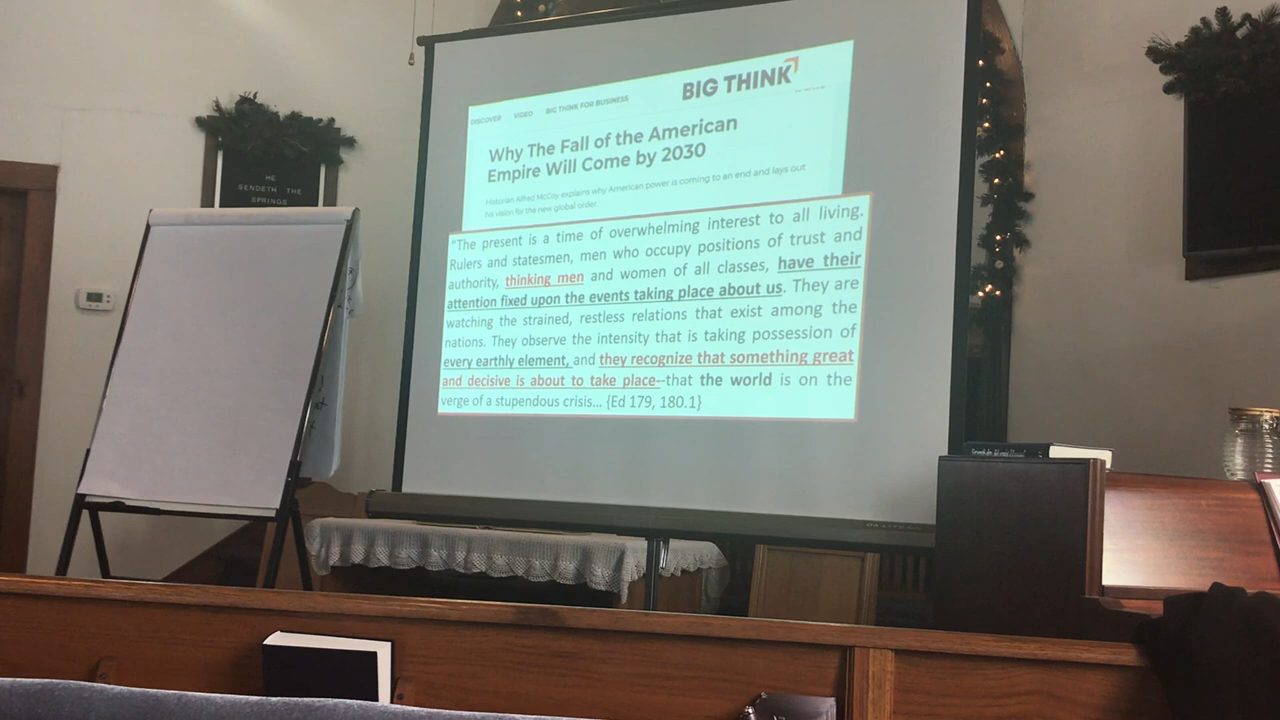 HE
SENDETH THE
SPRINGS
BIG THINK
DISCOVER VIDEO BIG THINK FOR BUSINESS
Why The Fall of the American
Empire Will Come by 2030
Historian Alfred McCoy explains why American power is coming to an end and lays out
his vision for the new global order.
"The present is a time of overwhelming interest to all living.
Rulers and statesmen, men who occupy positions of trust and
authority, thinking men and women of all classes, have their
attention fixed upon the events taking place about us. They are
watching the strained, restless relations that exist among the
nations. They observe the intensity that is taking possession of
every earthly element, and they recognize that something great
and decisive is about to take place--that the world is on the
verge of a stupendous crisis... {Ed 179, 180.1}